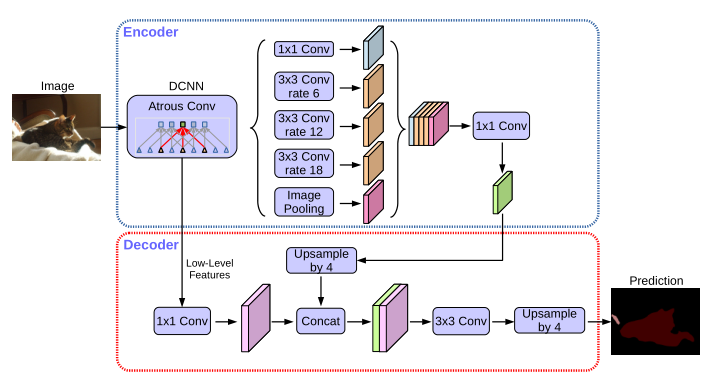 Encoder
Image
DCNN
Atrous Conv
1x1 Conv
3x3 Conv
rate 6
3x3 Conv
rate 12
3x3 Conv
rate 18
Image
Pooling
1x1 Conv
Decoder
Low-Level
Features
Upsample
by 4
1x1 Conv
Concat
3x3 Conv
Upsample
by 4
Prediction